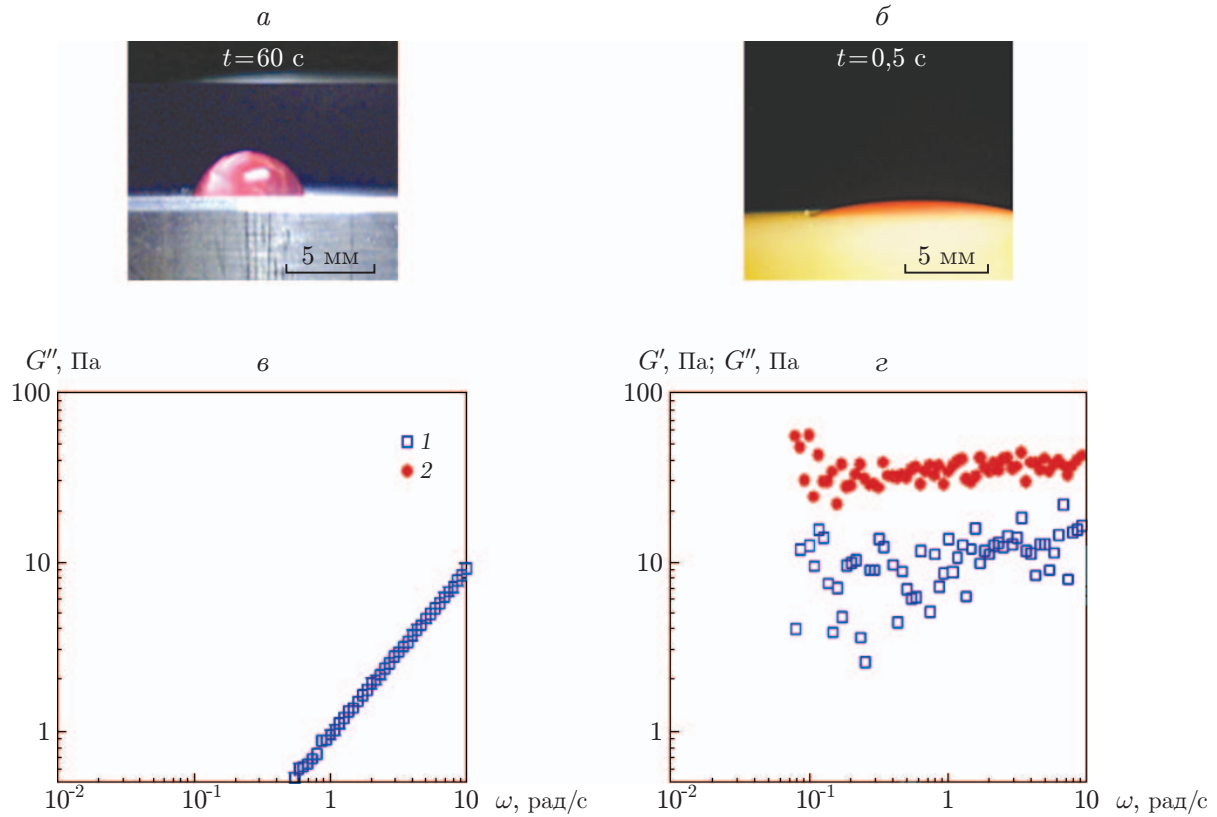 а
б
t=60 с
t=0,5 с
5 мм
5 мм
G″, Па
в
G′, Па; G″, Па
г
100
100
1
2
10
10
1
1
10⁻²
10⁻¹
1
10
ω, рад/с
10⁻²
10⁻¹
1
10
ω, рад/с